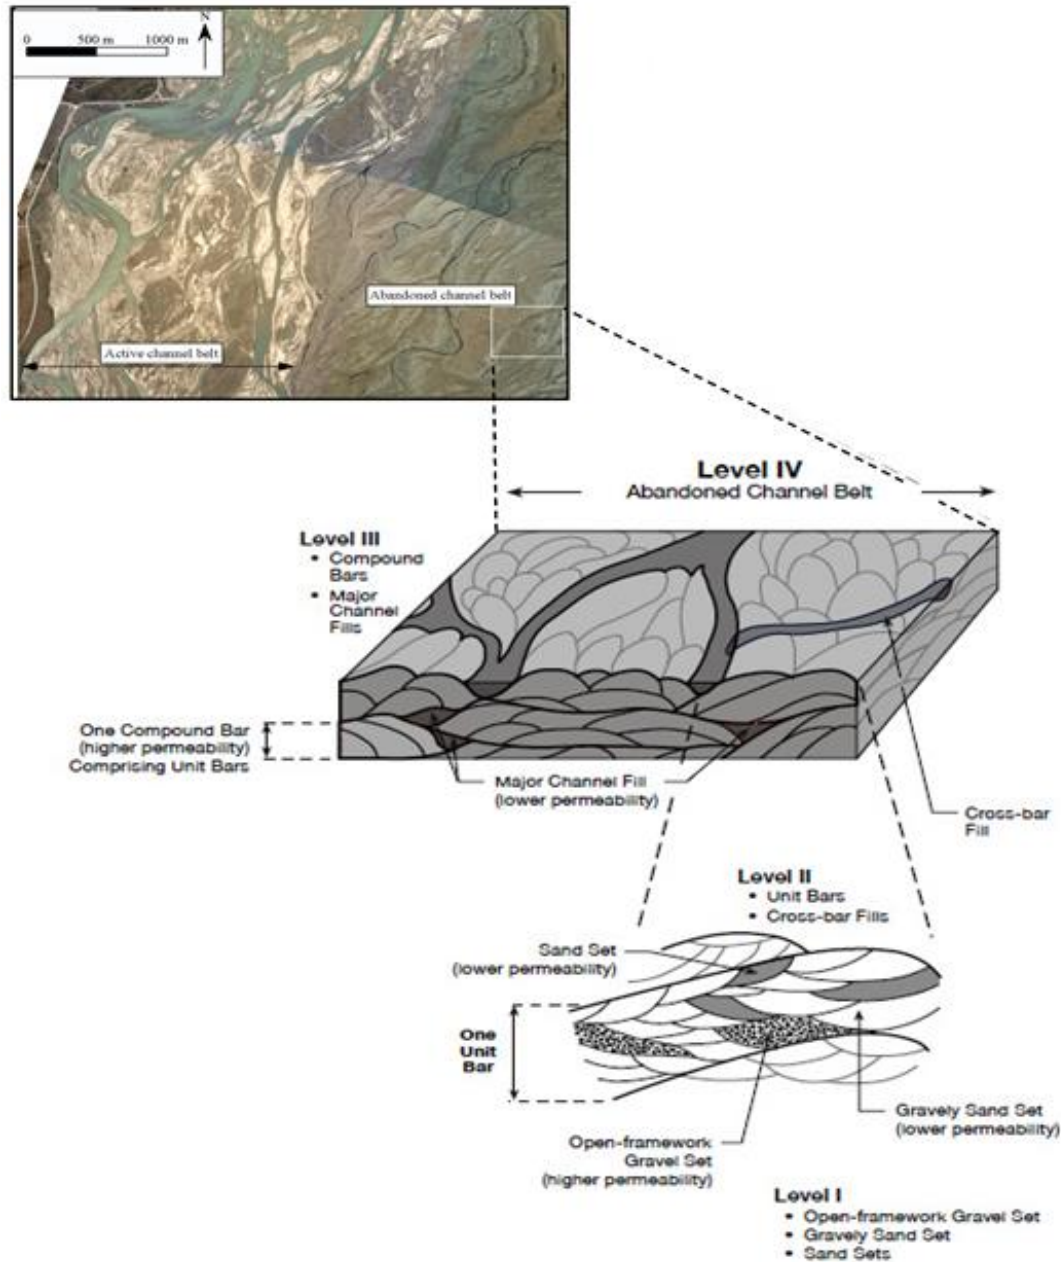 N
0 500 m 1000 m
Abandoned channel belt
Active channel belt
Level IV
Abandoned Channel Belt
Level III
• Compound
Bars
• Major
Channel
Fills
One Compound Bar
(higher permeability)
Comprising Unit Bars
Major Channel Fill
(lower permeability)
Cross-bar
Fill
Level II
• Unit Bars
• Cross-bar Fills
Sand Set
(lower permeability)
One
Unit
Bar
Gravely Sand Set
(lower permeability)
Open-framework
Gravel Set
(higher permeability)
Level I
• Open-framework Gravel Set
• Gravely Sand Set
• Sand Sets